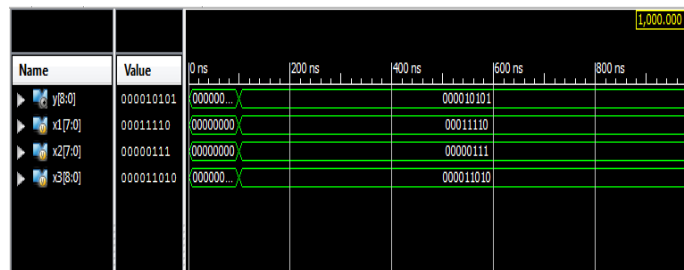 1,000.000
Name Value 0 ns 200 ns 400 ns 600 ns 800 ns
y[8:0] 000010101 000000... 000010101
x1[7:0] 00011110 00000000 00011110
x2[7:0] 00000111 00000000 00000111
x3[8:0] 000011010 000000... 000011010